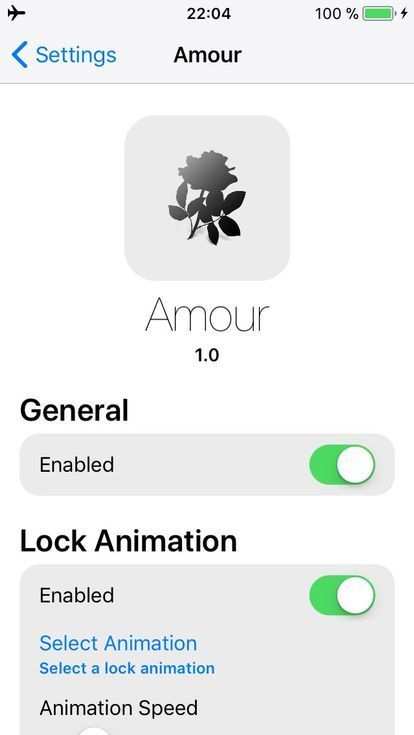 22:04
100 %
Settings
Amour
Amour
1.0
General
Enabled
Lock Animation
Enabled
Select Animation
Select a lock animation
Animation Speed